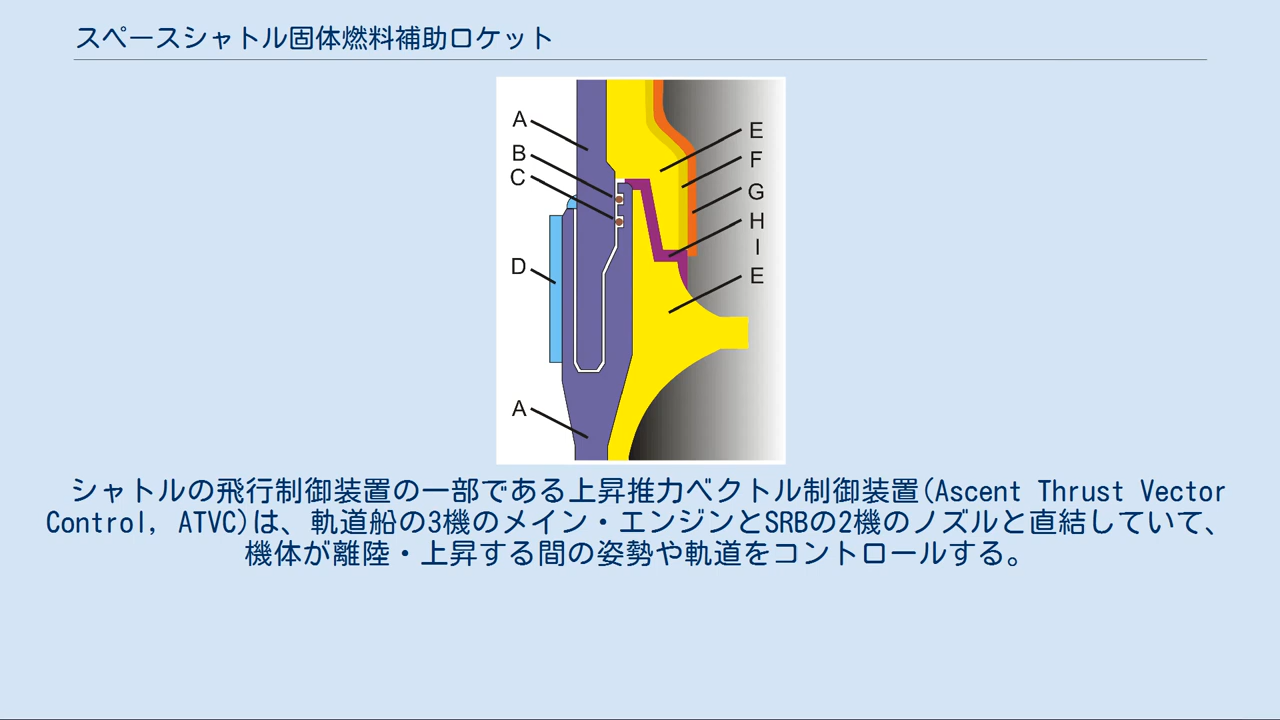 スペースシャトル固体燃料補助ロケット
A
B
C
D
A
E
F
G
H
I
E
シャトルの飛行制御装置の一部である上昇推力ベクトル制御装置(Ascent Thrust Vector
Control, ATVC)は、軌道船の3機のメイン・エンジンとSRBの2機のノズルと直結していて、
機体が離陸・上昇する間の姿勢や軌道をコントロールする。